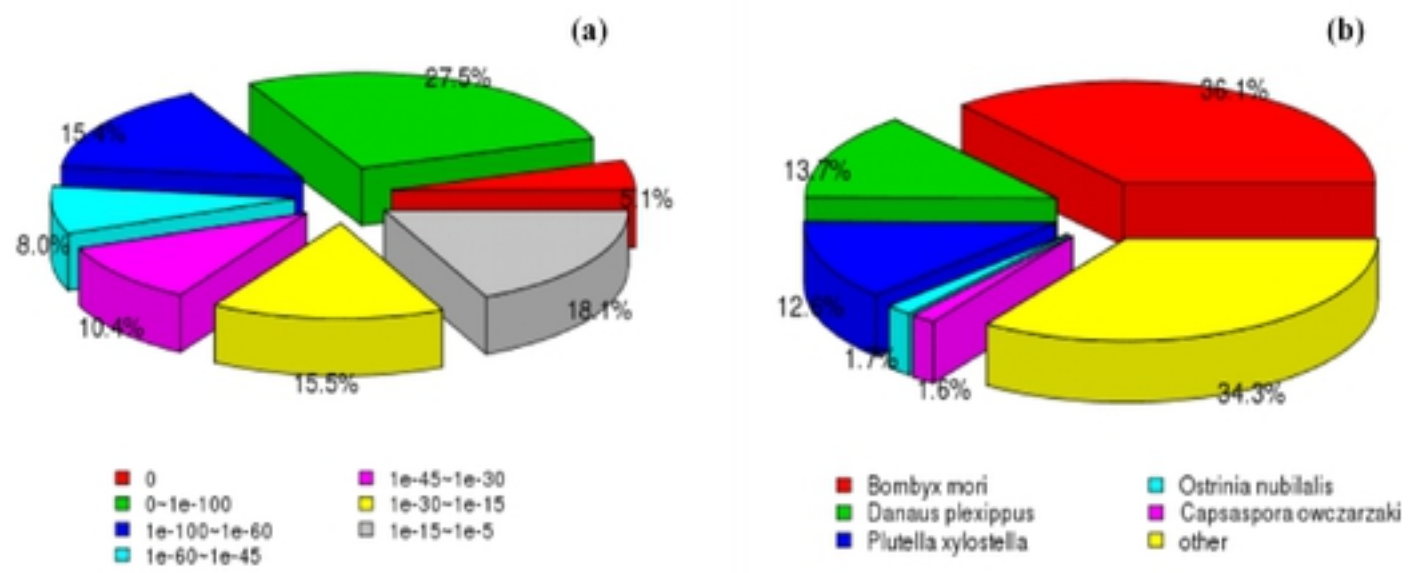 (a)
27.5%
15.4%
5.1%
8.0%
10.4%
18.1%
15.5%
0
0~1e-100
1e-100~1e-60
1e-60~1e-45
1e-45~1e-30
1e-30~1e-15
1e-15~1e-5
(b)
36.1%
13.7%
1.7%
1.6%
34.3%
Bombyx mori
Danaus plexippus
Plutella xylostella
Ostrinia nubilalis
Capsaspora owczarzaki
other